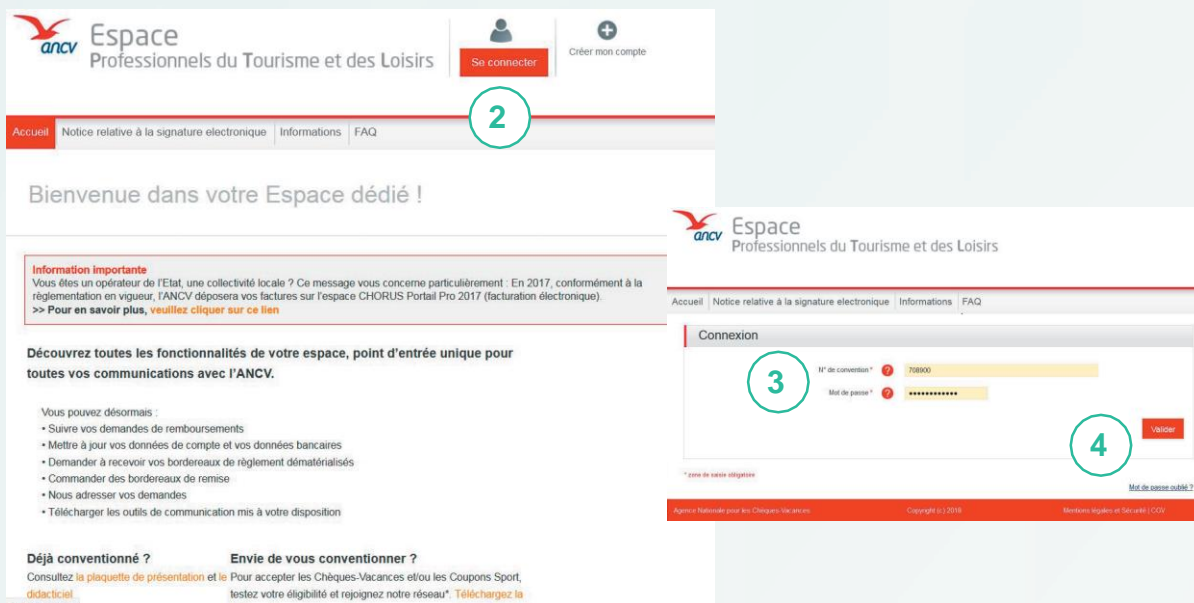 ancv
Espace
Professionnels du Tourisme et des Loisirs
Se connecter
Créer mon compte
2
Accueil Notice relative à la signature electronique Informations FAQ
Bienvenue dans votre Espace dédié !
Information importante
Vous êtes un opérateur de l'Etat, une collectivité locale ? Ce message vous concerne particulièrement : En 2017, conformément à la
règlementation en vigueur, l'ANCV déposera vos factures sur l'espace CHORUS Portail Pro 2017 (facturation électronique).
>> Pour en savoir plus, veuillez cliquer sur ce lien
Découvrez toutes les fonctionnalités de votre espace, point d'entrée unique pour
toutes vos communications avec l'ANCV.
Vous pouvez désormais :
• Suivre vos demandes de remboursements
• Mettre à jour vos données de compte et vos données bancaires
• Demander à recevoir vos bordereaux de règlement dématérialisés
• Commander des bordereaux de remise
• Nous adresser vos demandes
• Télécharger les outils de communication mis à votre disposition
Déjà conventionné ?
Consultez la plaquette de présentation et le
didacticiel
Envie de vous conventionner ?
Pour accepter les Chèques-Vacances et/ou les Coupons Sport,
testez votre éligibilité et rejoignez notre réseau*. Téléchargez la
ancv
Espace
Professionnels du Tourisme et des Loisirs
Accueil Notice relative à la signature electronique Informations FAQ
Connexion
3
N° de convention * ? 708900
Mot de passe * ? ••••••••••••
Valider
4
* zone de saisie obligatoire
Mot de passe oublié ?
Agence Nationale pour les Chèques-Vacances Copyright (c) 2018 Mentions légales et Sécurité | CGV